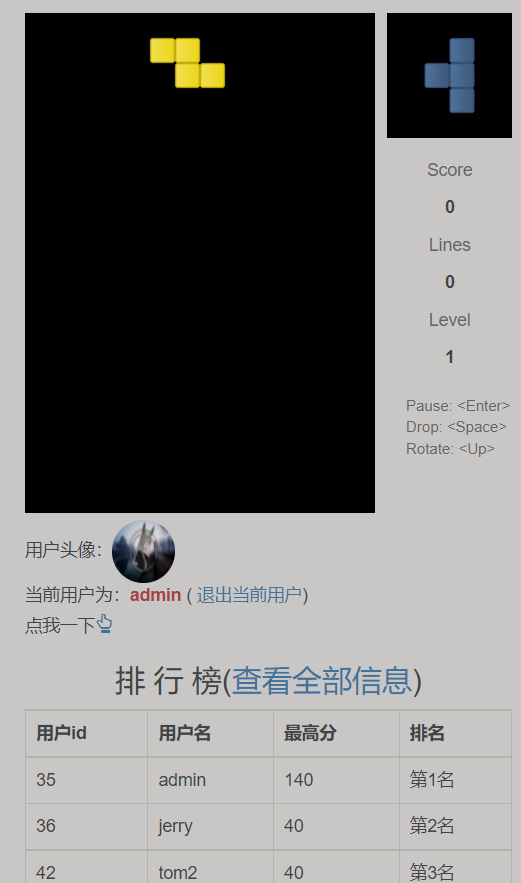 Score
0
Lines
0
Level
1
Pause: <Enter>
Drop: <Space>
Rotate: <Up>
用户头像：
当前用户为：admin ( 退出当前用户)
点我一下
排 行 榜(查看全部信息)
用户id 用户名 最高分 排名
35 admin 140 第1名
36 jerry 40 第2名
42 tom2 40 第3名